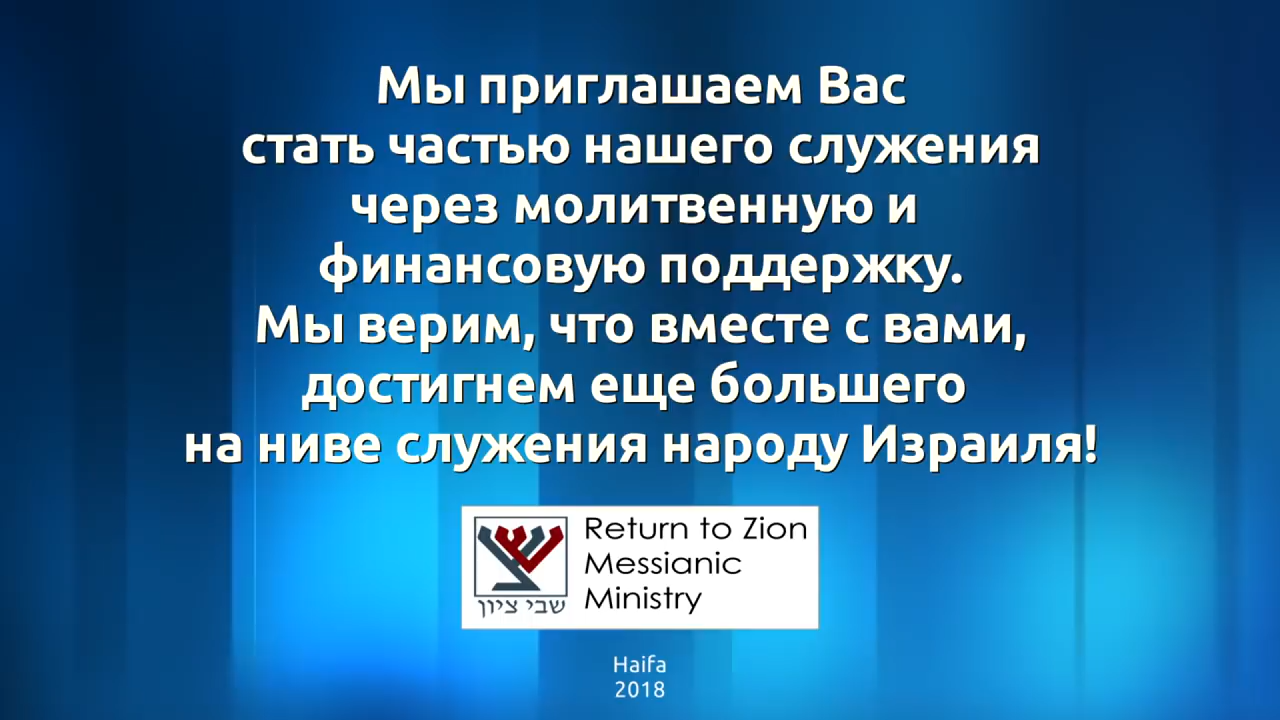 Мы приглашаем Вас
стать частью нашего служения
через молитвенную и
финансовую поддержку.
Мы верим, что вместе с вами,
достигнем еще большего
на ниве служения народу Израиля!
Return to Zion
Messianic
Ministry
שבי ציון
Haifa
2018